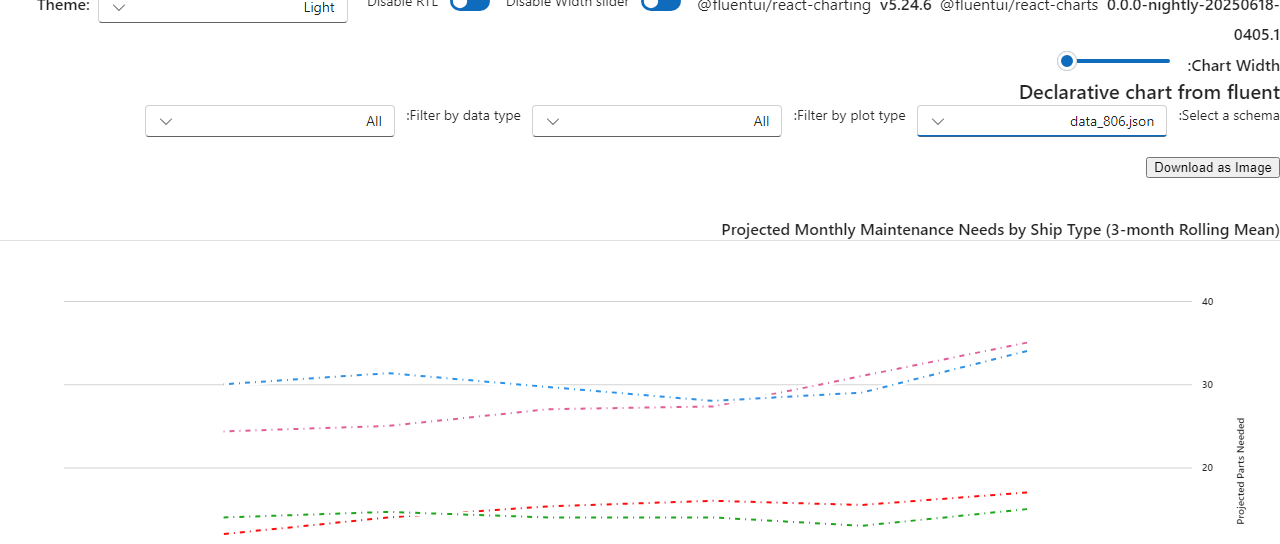 Theme: Light Disable RTL Disable Width slider @fluentui/react-charting v5.24.6 @fluentui/react-charts 0.0.0-nightly-20250618-
0405.1
:Chart Width
Declarative chart from fluent
:Select a schema data_806.json :Filter by plot type All :Filter by data type All
Download as Image
Projected Monthly Maintenance Needs by Ship Type (3-month Rolling Mean)
40
30
20
Projected Parts Needed